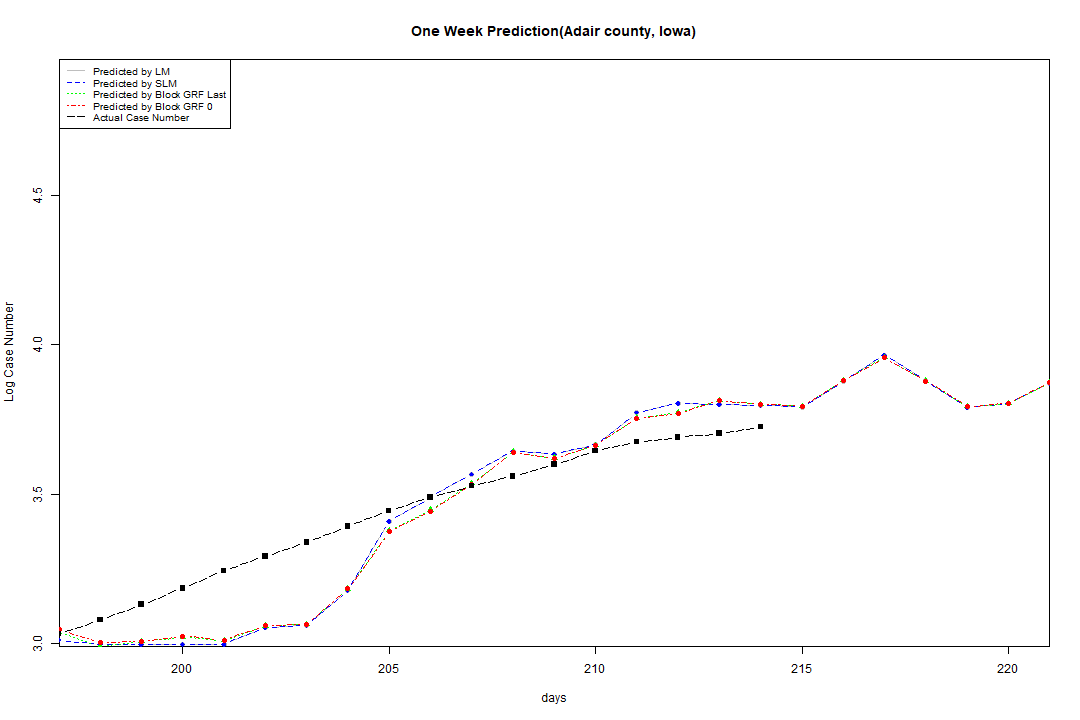 One Week Prediction(Adair county, Iowa)
Predicted by LM
Predicted by SLM
Predicted by Block GRF Last
Predicted by Block GRF 0
Actual Case Number
Log Case Number
4.5
4.0
3.5
3.0
200 205 210 215 220
days